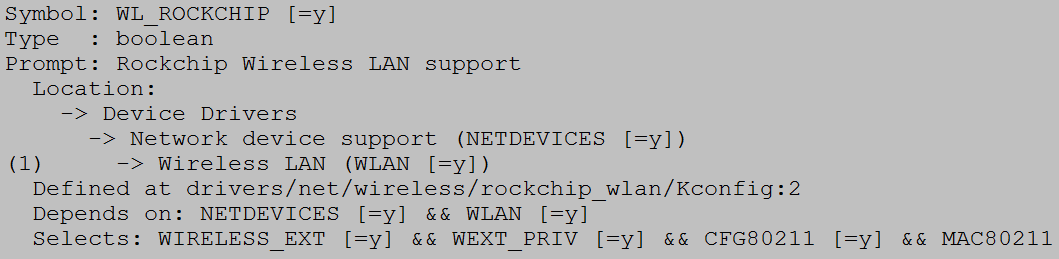 Symbol: WL_ROCKCHIP [=y]
Type  : boolean
Prompt: Rockchip Wireless LAN support
  Location:
    -> Device Drivers
      -> Network device support (NETDEVICES [=y])
(1)     -> Wireless LAN (WLAN [=y])
  Defined at drivers/net/wireless/rockchip_wlan/Kconfig:2
  Depends on: NETDEVICES [=y] && WLAN [=y]
  Selects: WIRELESS_EXT [=y] && WEXT_PRIV [=y] && CFG80211 [=y] && MAC80211